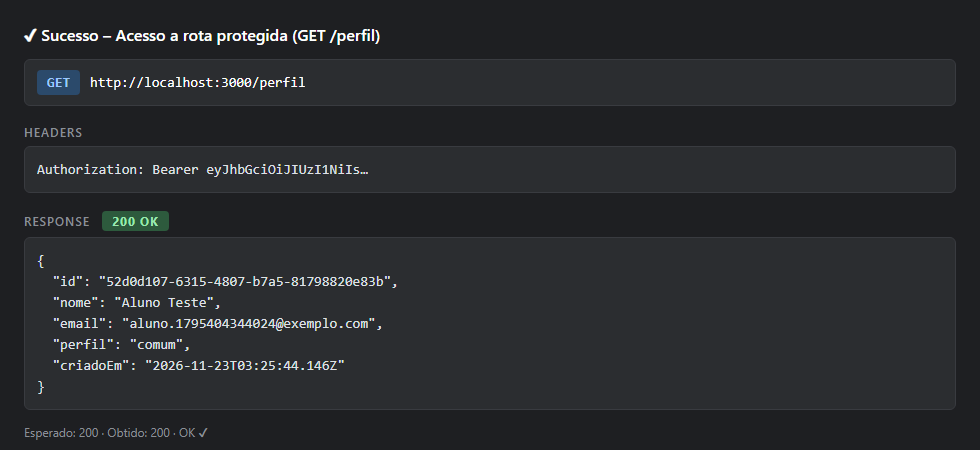 ✔ Sucesso – Acesso a rota protegida (GET /perfil)
GET http://localhost:3000/perfil
HEADERS
Authorization: Bearer eyJhbGciOiJIUzI1NiIs…
RESPONSE 200 OK
{
  "id": "52d0d107-6315-4807-b7a5-81798820e83b",
  "nome": "Aluno Teste",
  "email": "aluno.1795404344024@exemplo.com",
  "perfil": "comum",
  "criadoEm": "2026-11-23T03:25:44.146Z"
}
Esperado: 200 · Obtido: 200 · OK ✔